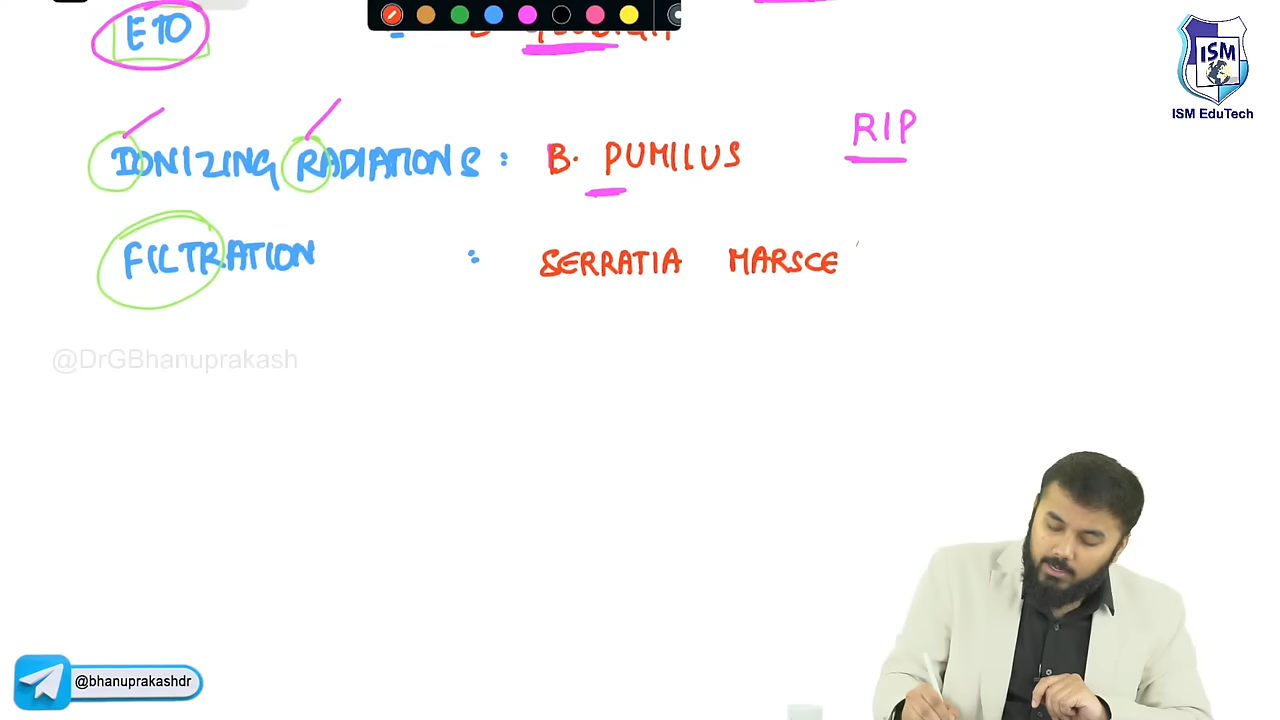 ETO :
ISM
ISM EduTech
RIP
IONIZING RADIATIONS : B. PUMILUS
FILTRATION : SERRATIA MARSCE
@DrGBhanuprakash
@bhanuprakashdr